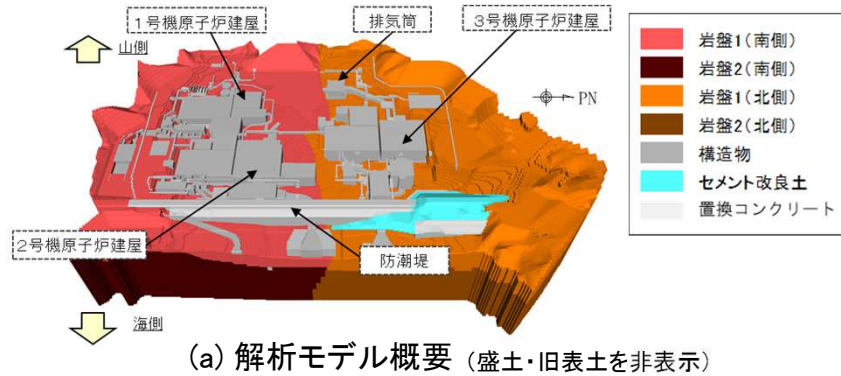 1号機原子炉建屋
排気筒
3号機原子炉建屋
山側
PN
岩盤1(南側)
岩盤2(南側)
岩盤1(北側)
岩盤2(北側)
構造物
セメント改良土
置換コンクリート
2号機原子炉建屋
防潮堤
海側
(a) 解析モデル概要 (盛土・旧表土を非表示)